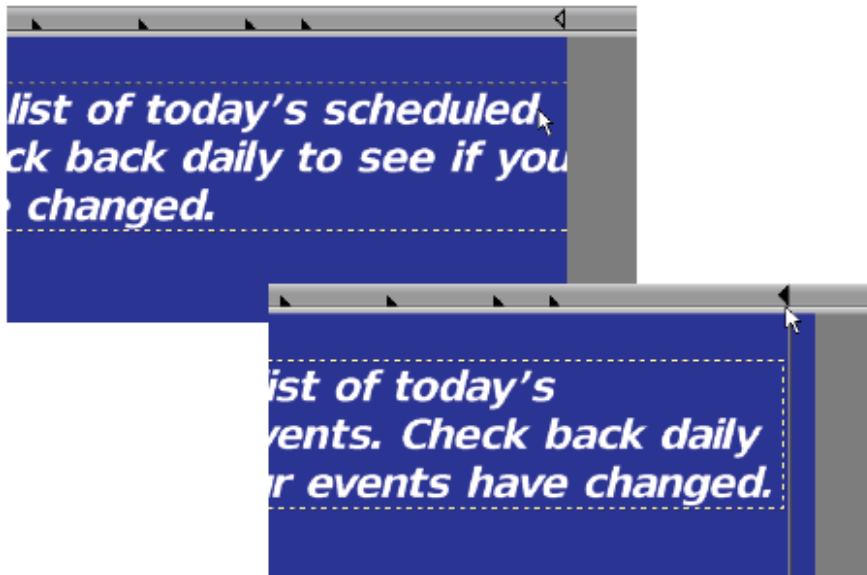 list of today's scheduled
ck back daily to see if you
changed.
ist of today's
vents. Check back daily
r events have changed.